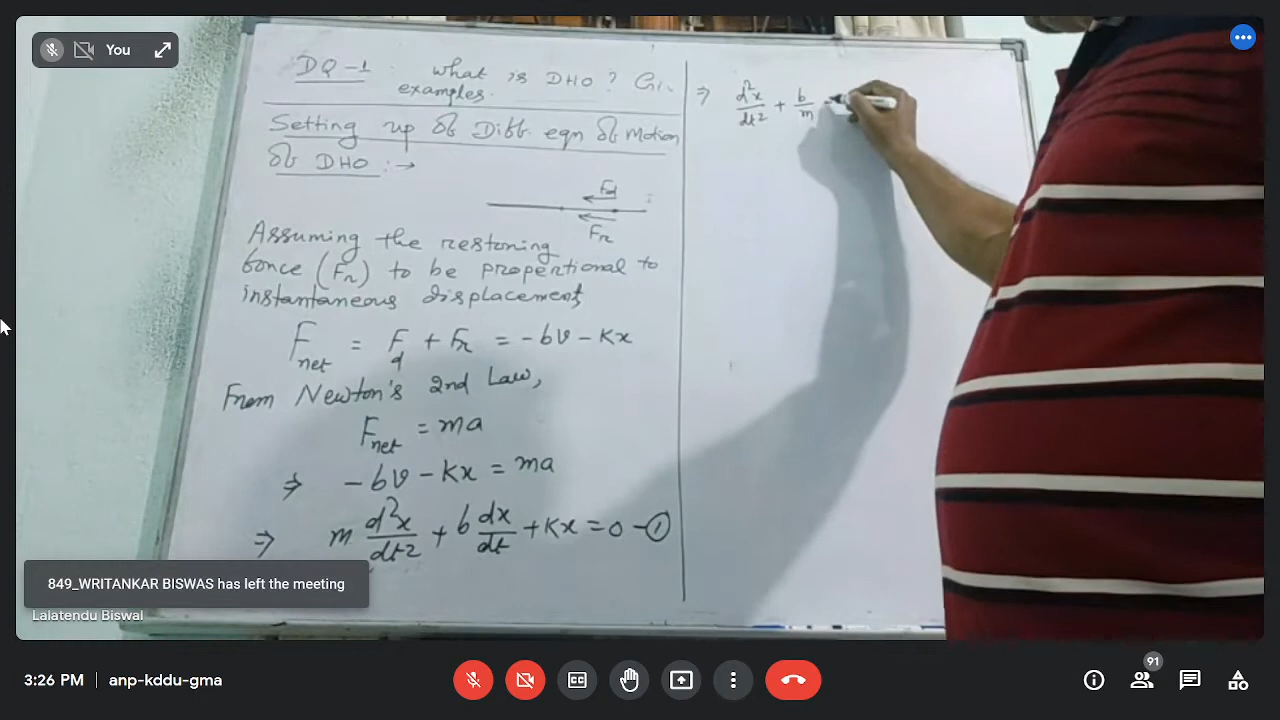 You
DQ-1 What is DHO? Gi.
examples.
Setting up of Diff eqn of Motion
of DHO :→
Fd
Fr
Assuming the restoring
force (Fr) to be proportional to
instantaneous displacement,
Fnet = Fd + Fr = -bv - Kx
From Newton's 2nd Law,
Fnet = ma
⇒ -bv - Kx = ma
⇒ m d²x/dt² + b dx/dt + Kx = 0 -①
⇒ d²x/dt² + b/m
849_WRITANKAR BISWAS has left the meeting
Lalatendu Biswal
3:26 PM | anp-kddu-gma
CC
91